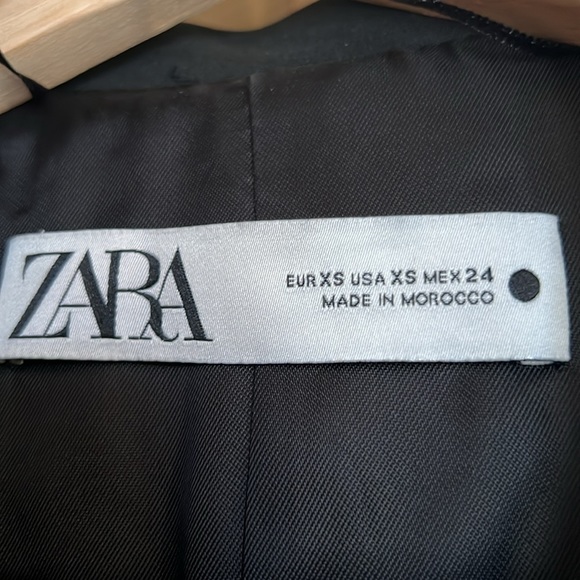 ZARA
EUR XS USA XS MEX 24
MADE IN MOROCCO